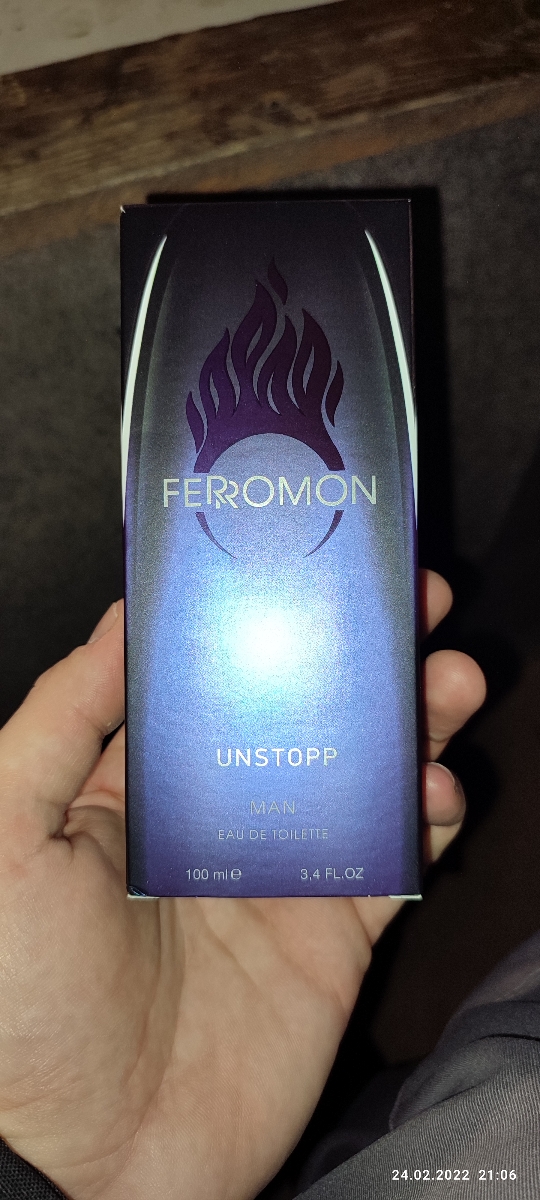 FERROMON
UNSTOPP
MAN
EAU DE TOILETTE
100 ml ℮ 3,4 FL.OZ
24.02.2022 21:06